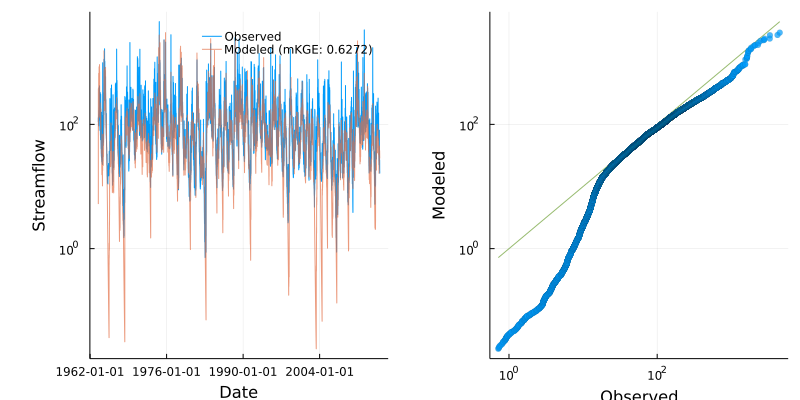 Observed
Modeled (mKGE: 0.6272)
Streamflow
10²
10⁰
1962-01-01 1976-01-01 1990-01-01 2004-01-01
Date
Modeled
10²
10⁰
10⁰ 10²
Observed